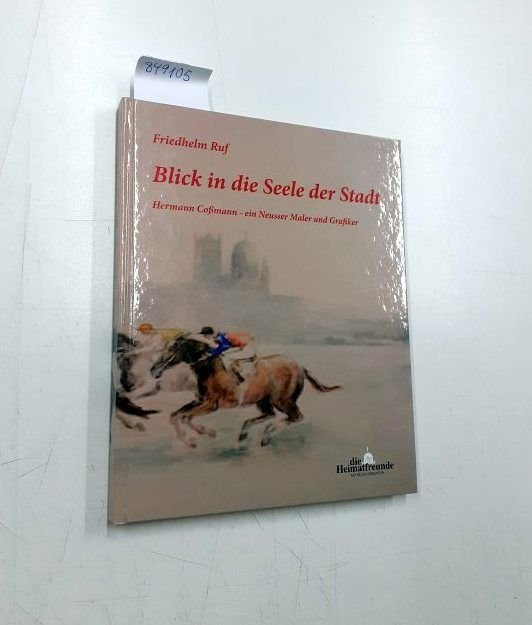 849105
Friedhelm Ruf
Blick in die Seele der Stadt
Hermann Coßmann - ein Neusser Maler und Grafiker
die
Heimatfreunde